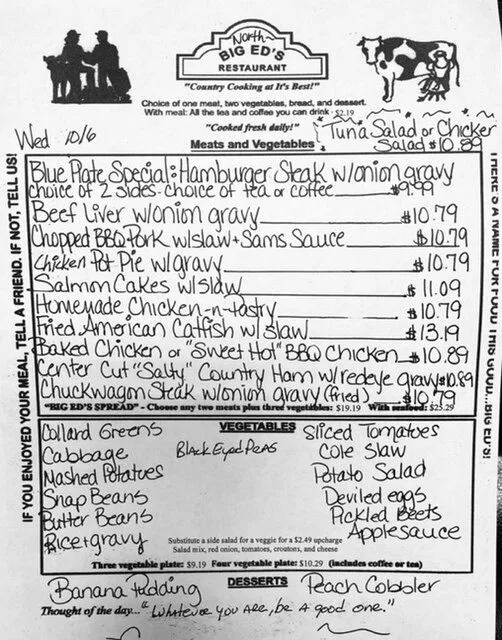 North
BIG ED'S
RESTAURANT
"Country Cooking at It's Best!"
Choice of one meat, two vegetables, bread, and dessert.
With meal: All the tea and coffee you can drink · $2.19
"Cooked fresh daily!"
Tuna Salad or Chicken
Salad $10.89
Wed 10/6
Meats and Vegetables
IF YOU ENJOYED YOUR MEAL, TELL A FRIEND. IF NOT, TELL US!
THERE'S A NAME FOR FOOD THIS GOOD...BIG ED'S!
Blue Plate Special: Hamburger Steak w/onion gravy
choice of 2 sides - choice of tea or coffee $9.99
Beef Liver w/onion gravy $10.79
Chopped BBQ Pork w/slaw + Sams Sauce $10.79
Chicken Pot Pie w/gravy $10.79
Salmon Cakes w/slaw $11.09
Homemade Chicken-n-Pastry $10.79
Fried American Catfish w/slaw $13.19
Baked Chicken or "Sweet Hot" BBQ Chicken $10.89
Center Cut "Salty" Country Ham w/redeye gravy $10.89
Chuckwagon Steak w/onion gravy (fried) $10.79
"BIG ED'S SPREAD" - Choose any two meats plus three vegetables: $19.19 With seafood: $25.29
VEGETABLES
Collard Greens
Cabbage
Mashed Potatoes
Snap Beans
Butter Beans
Rice + gravy
Black Eyed Peas
Sliced Tomatoes
Cole Slaw
Potato Salad
Deviled eggs
Pickled Beets
Applesauce
Substitute a side salad for a veggie for a $2.49 upcharge
Salad mix, red onion, tomatoes, croutons, and cheese
Three vegetable plate: $9.19 Four vegetable plate: $10.29 (includes coffee or tea)
DESSERTS
Banana Pudding Peach Cobbler
Thought of the day... "Whatever you are, be a good one."